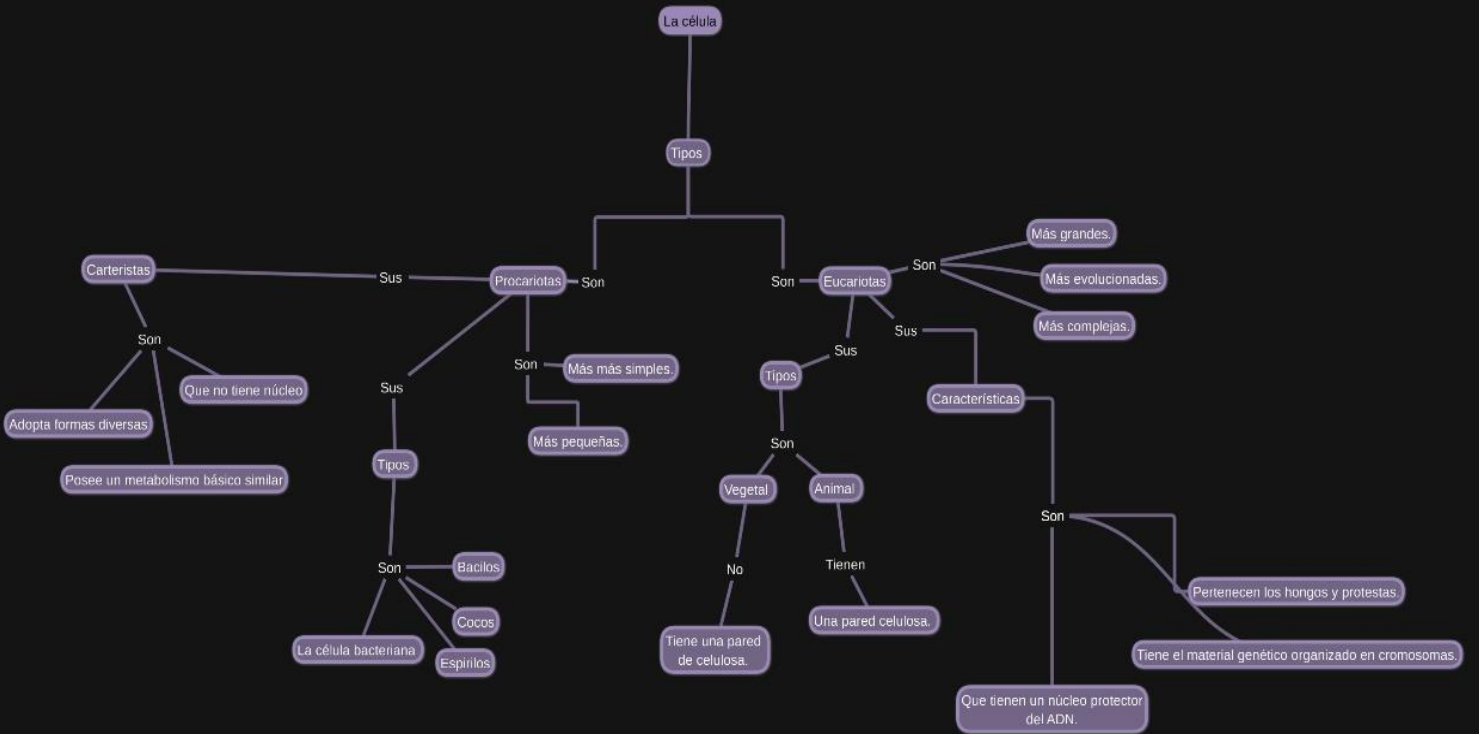 La célula
Tipos
Son
Procariotas
Sus
Carteristas
Son
Que no tiene núcleo
Adopta formas diversas
Posee un metabolismo básico similar
Sus
Tipos
Son
Bacilos
Cocos
Espirilos
La célula bacteriana
Son
Más más simples.
Más pequeñas.
Son
Eucariotas
Son
Más grandes.
Más evolucionadas.
Más complejas.
Sus
Tipos
Son
Vegetal
No
Tiene una pared
de celulosa.
Animal
Tienen
Una pared celulosa.
Sus
Características
Son
Pertenecen los hongos y protestas.
Tiene el material genético organizado en cromosomas.
Que tienen un núcleo protector
del ADN.